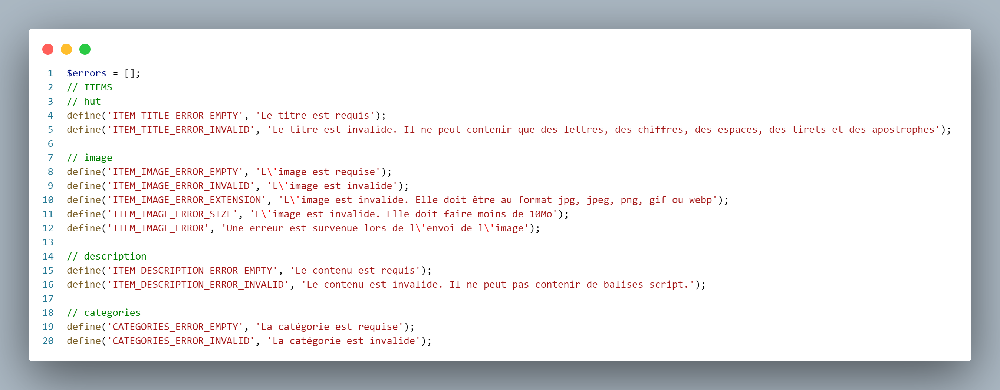 1 $errors = [];
2 // ITEMS
3 // hut
4 define('ITEM_TITLE_ERROR_EMPTY', 'Le titre est requis');
5 define('ITEM_TITLE_ERROR_INVALID', 'Le titre est invalide. Il ne peut contenir que des lettres, des chiffres, des espaces, des tirets et des apostrophes');
6
7 // image
8 define('ITEM_IMAGE_ERROR_EMPTY', 'L\'image est requise');
9 define('ITEM_IMAGE_ERROR_INVALID', 'L\'image est invalide');
10 define('ITEM_IMAGE_ERROR_EXTENSION', 'L\'image est invalide. Elle doit être au format jpg, jpeg, png, gif ou webp');
11 define('ITEM_IMAGE_ERROR_SIZE', 'L\'image est invalide. Elle doit faire moins de 10Mo');
12 define('ITEM_IMAGE_ERROR', 'Une erreur est survenue lors de l\'envoi de l\'image');
13
14 // description
15 define('ITEM_DESCRIPTION_ERROR_EMPTY', 'Le contenu est requis');
16 define('ITEM_DESCRIPTION_ERROR_INVALID', 'Le contenu est invalide. Il ne peut pas contenir de balises script.');
17
18 // categories
19 define('CATEGORIES_ERROR_EMPTY', 'La catégorie est requise');
20 define('CATEGORIES_ERROR_INVALID', 'La catégorie est invalide');